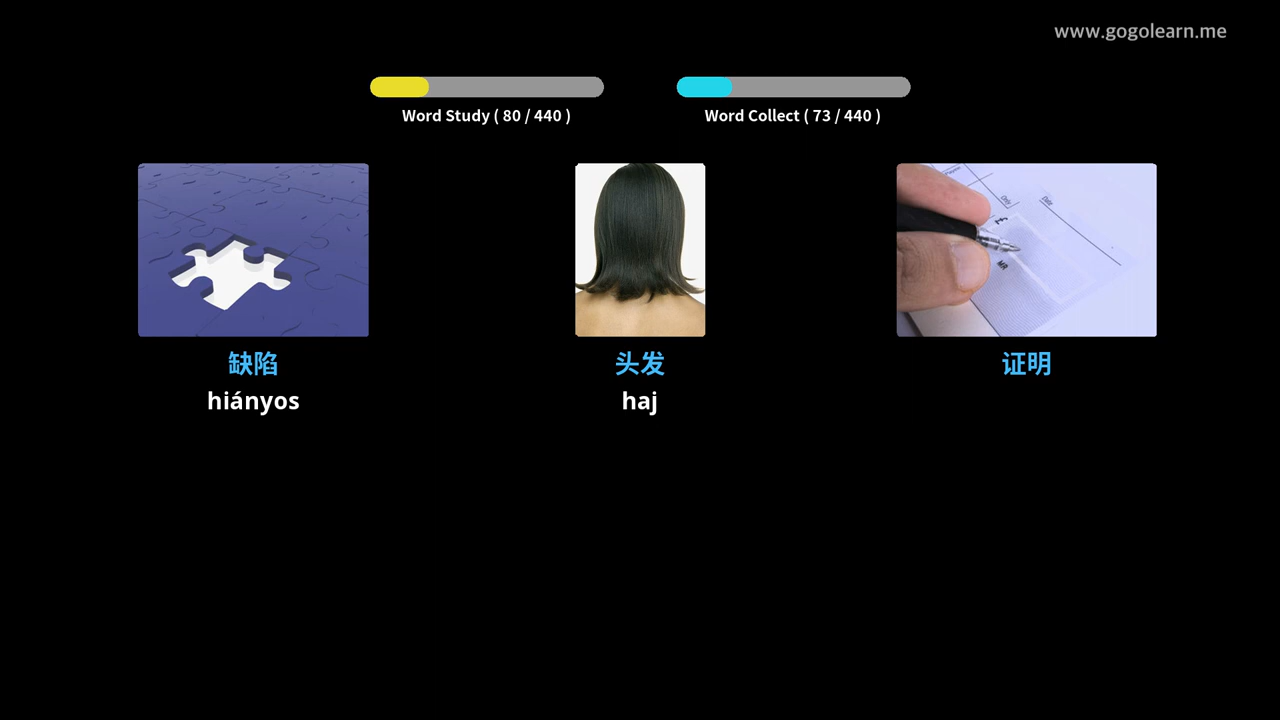 www.gogolearn.me
Word Study ( 80 / 440 )
Word Collect ( 73 / 440 )
缺陷
头发
证明
hiányos
haj